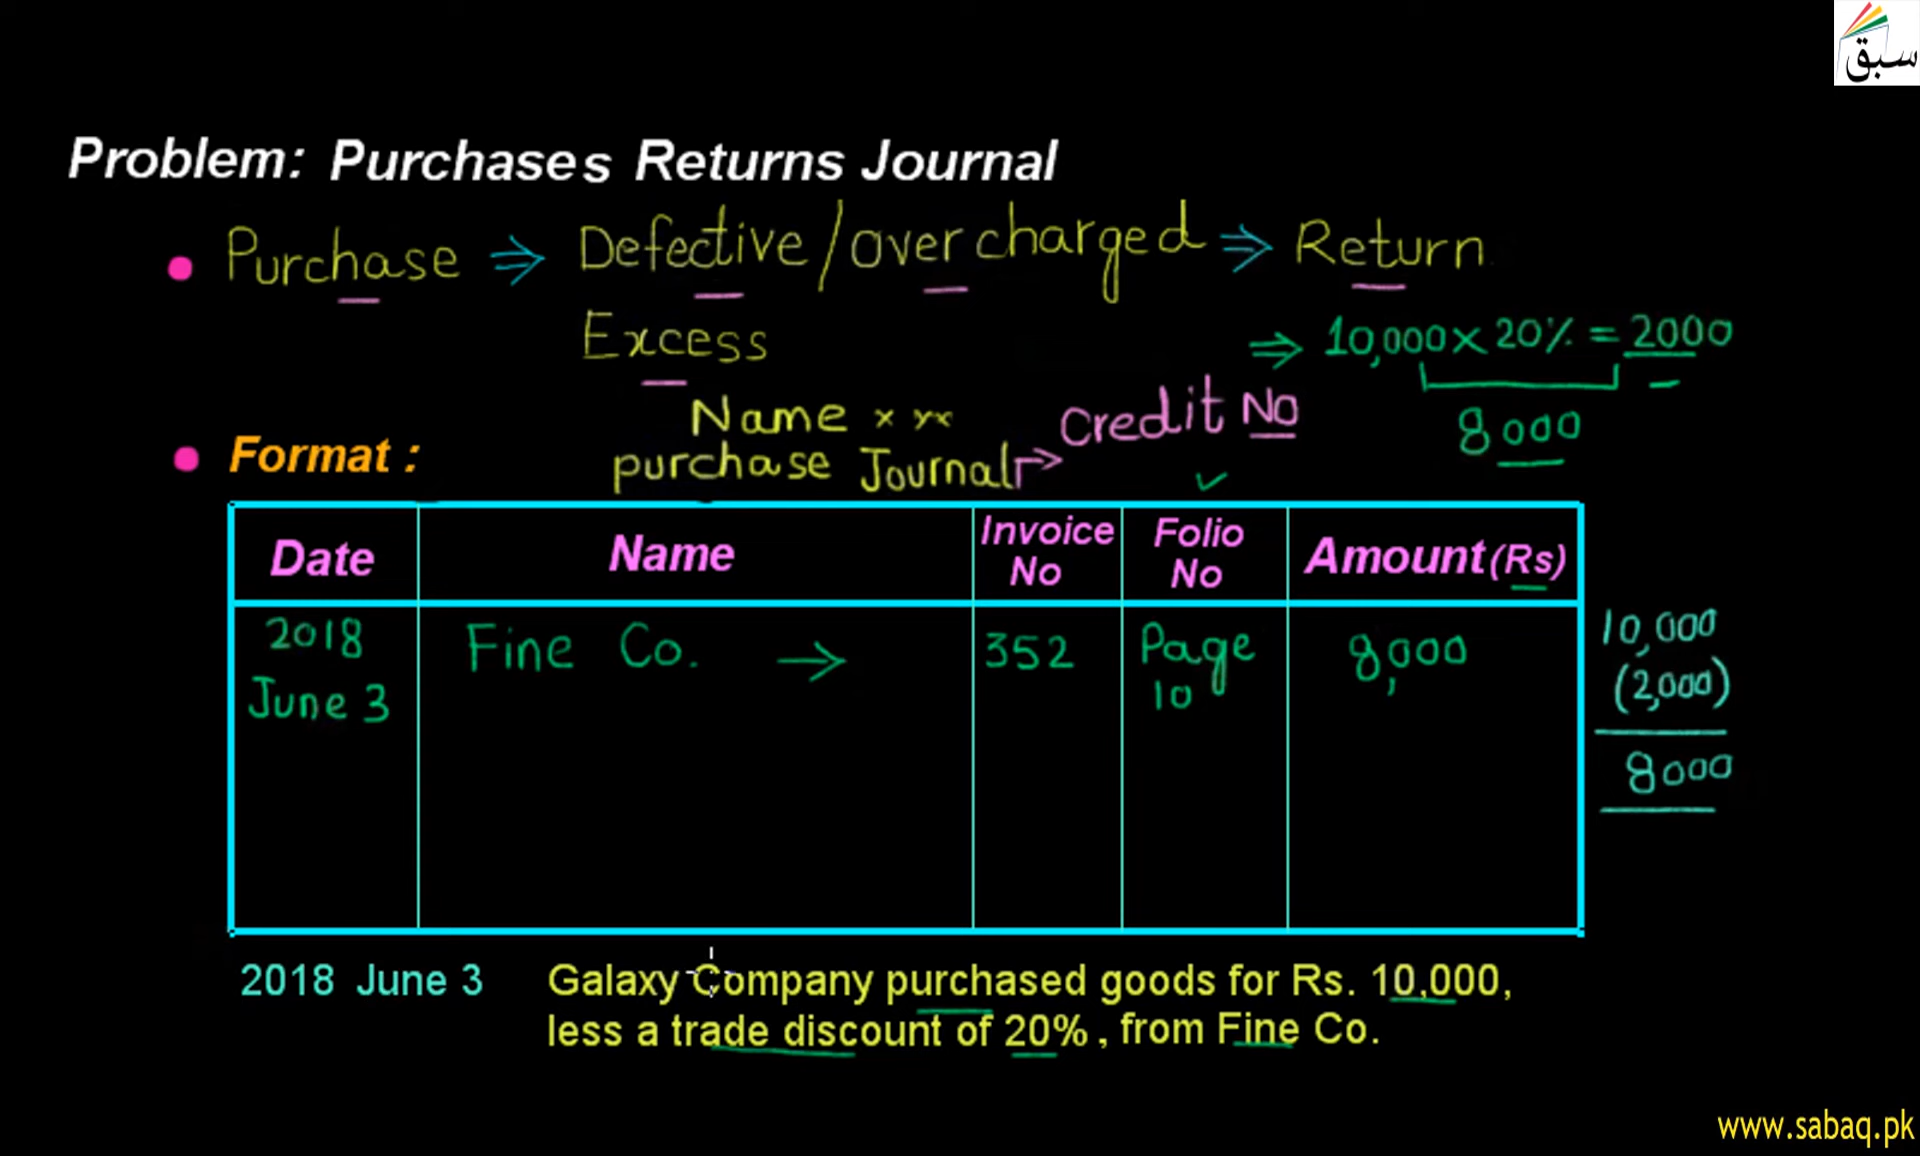 سبق
Problem: Purchases Returns Journal
• Purchase ⇒ Defective/over charged ⇒ Return
Excess
⇒ 10,000 x 20% = 2000
8000
Name x xx
Credit No
• Format :
purchase Journal →
✓
Date Name Invoice No Folio No Amount (Rs)
2018 June 3 Fine Co. → 352 Page 10 8,000
10,000
(2,000)
8000
2018 June 3 Galaxy Company purchased goods for Rs. 10,000,
less a trade discount of 20% , from Fine Co.
www.sabaq.pk